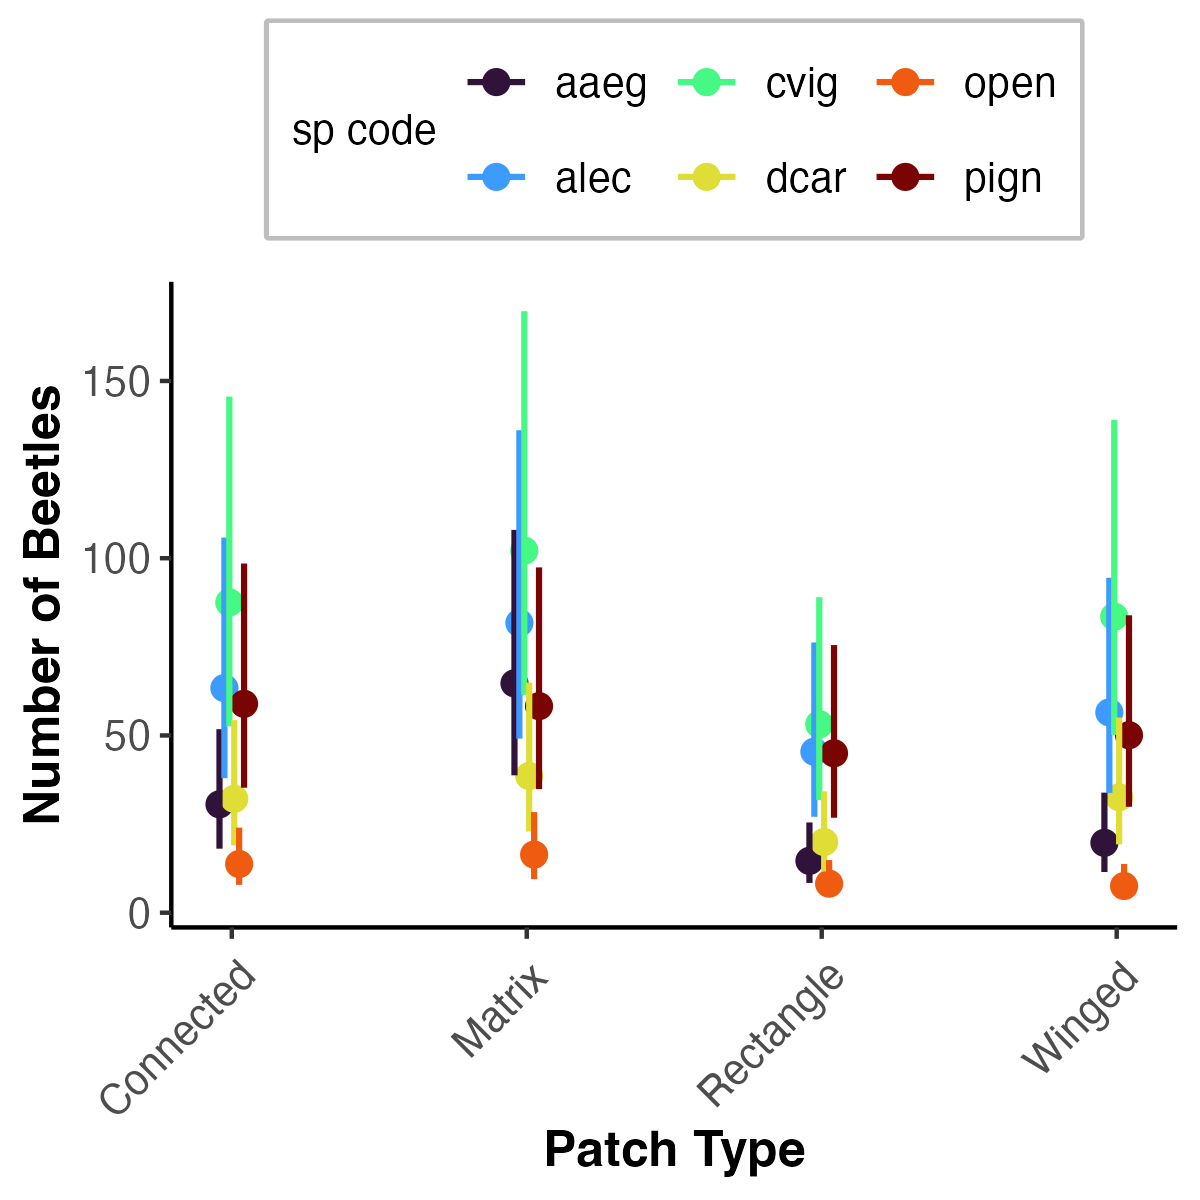 sp code
aaeg cvig open
alec dcar pign
Number of Beetles
150
100
50
0
Connected Matrix Rectangle Winged
Patch Type